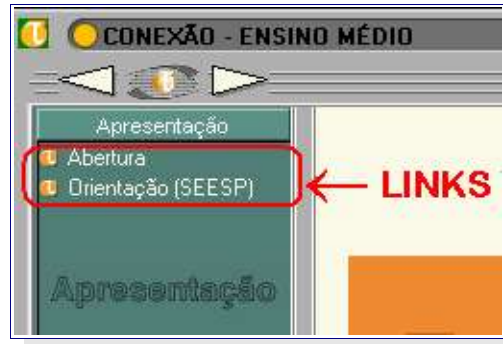 CONEXÃO - ENSINO MÉDIO
Apresentação
Abertura
Orientação (SEESP)
LINKS
Apresentação